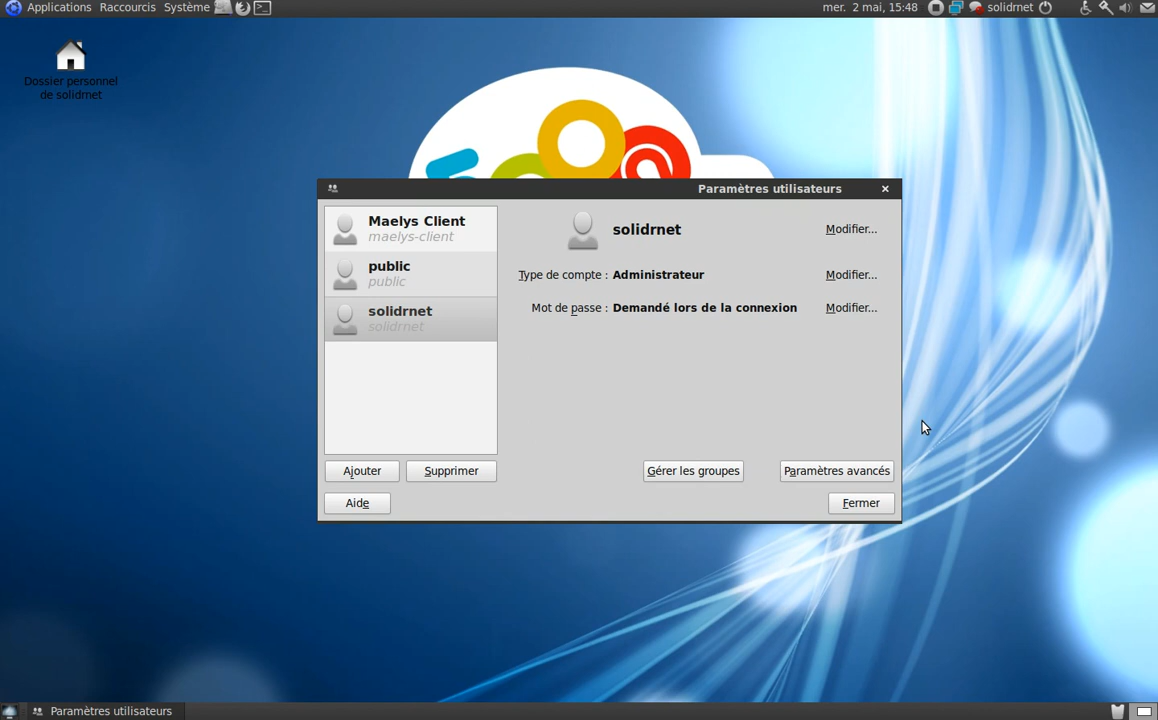 Applications Raccourcis Système
mer. 2 mai, 15:48
solidrnet
Dossier personnel
de solidrnet
Paramètres utilisateurs
Maelys Client
maelys-client
public
public
solidrnet
solidrnet
solidrnet
Modifier...
Type de compte : Administrateur
Modifier...
Mot de passe : Demandé lors de la connexion
Modifier...
Ajouter
Supprimer
Gérer les groupes
Paramètres avancés
Aide
Fermer
Paramètres utilisateurs